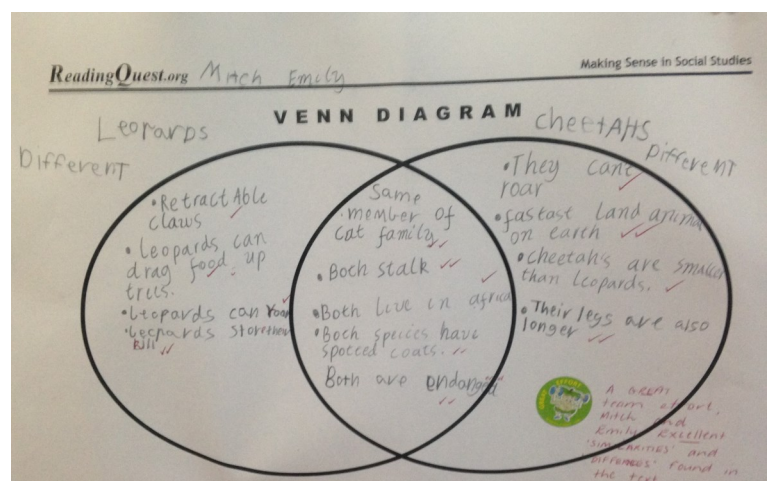 ReadingQuest.org Mitch Emily
Making Sense in Social Studies
VENN DIAGRAM
Leopards
Different
• Retract Able
claws
• Leopards can
drag food up
trees.
• Leopards can roar
• Leopards store their
kill
Same
• member of
cat family
• Both stalk
• Both live in africa
• Both species have
spotted coats.
Both are
cheetAHS
Different
• They cant
roar
• fastest land animal
on earth
• cheetahs are smaller
than leopards.
• Their legs are also
longer
GREAT EFFORT
A GREAT
team effort,
Mitch and
Emily. Excellent
'similarities' and
'differences' found in
the text